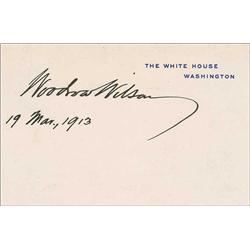 THE WHITE HOUSE
WASHINGTON
Woodrow Wilson
19 Mar., 1913